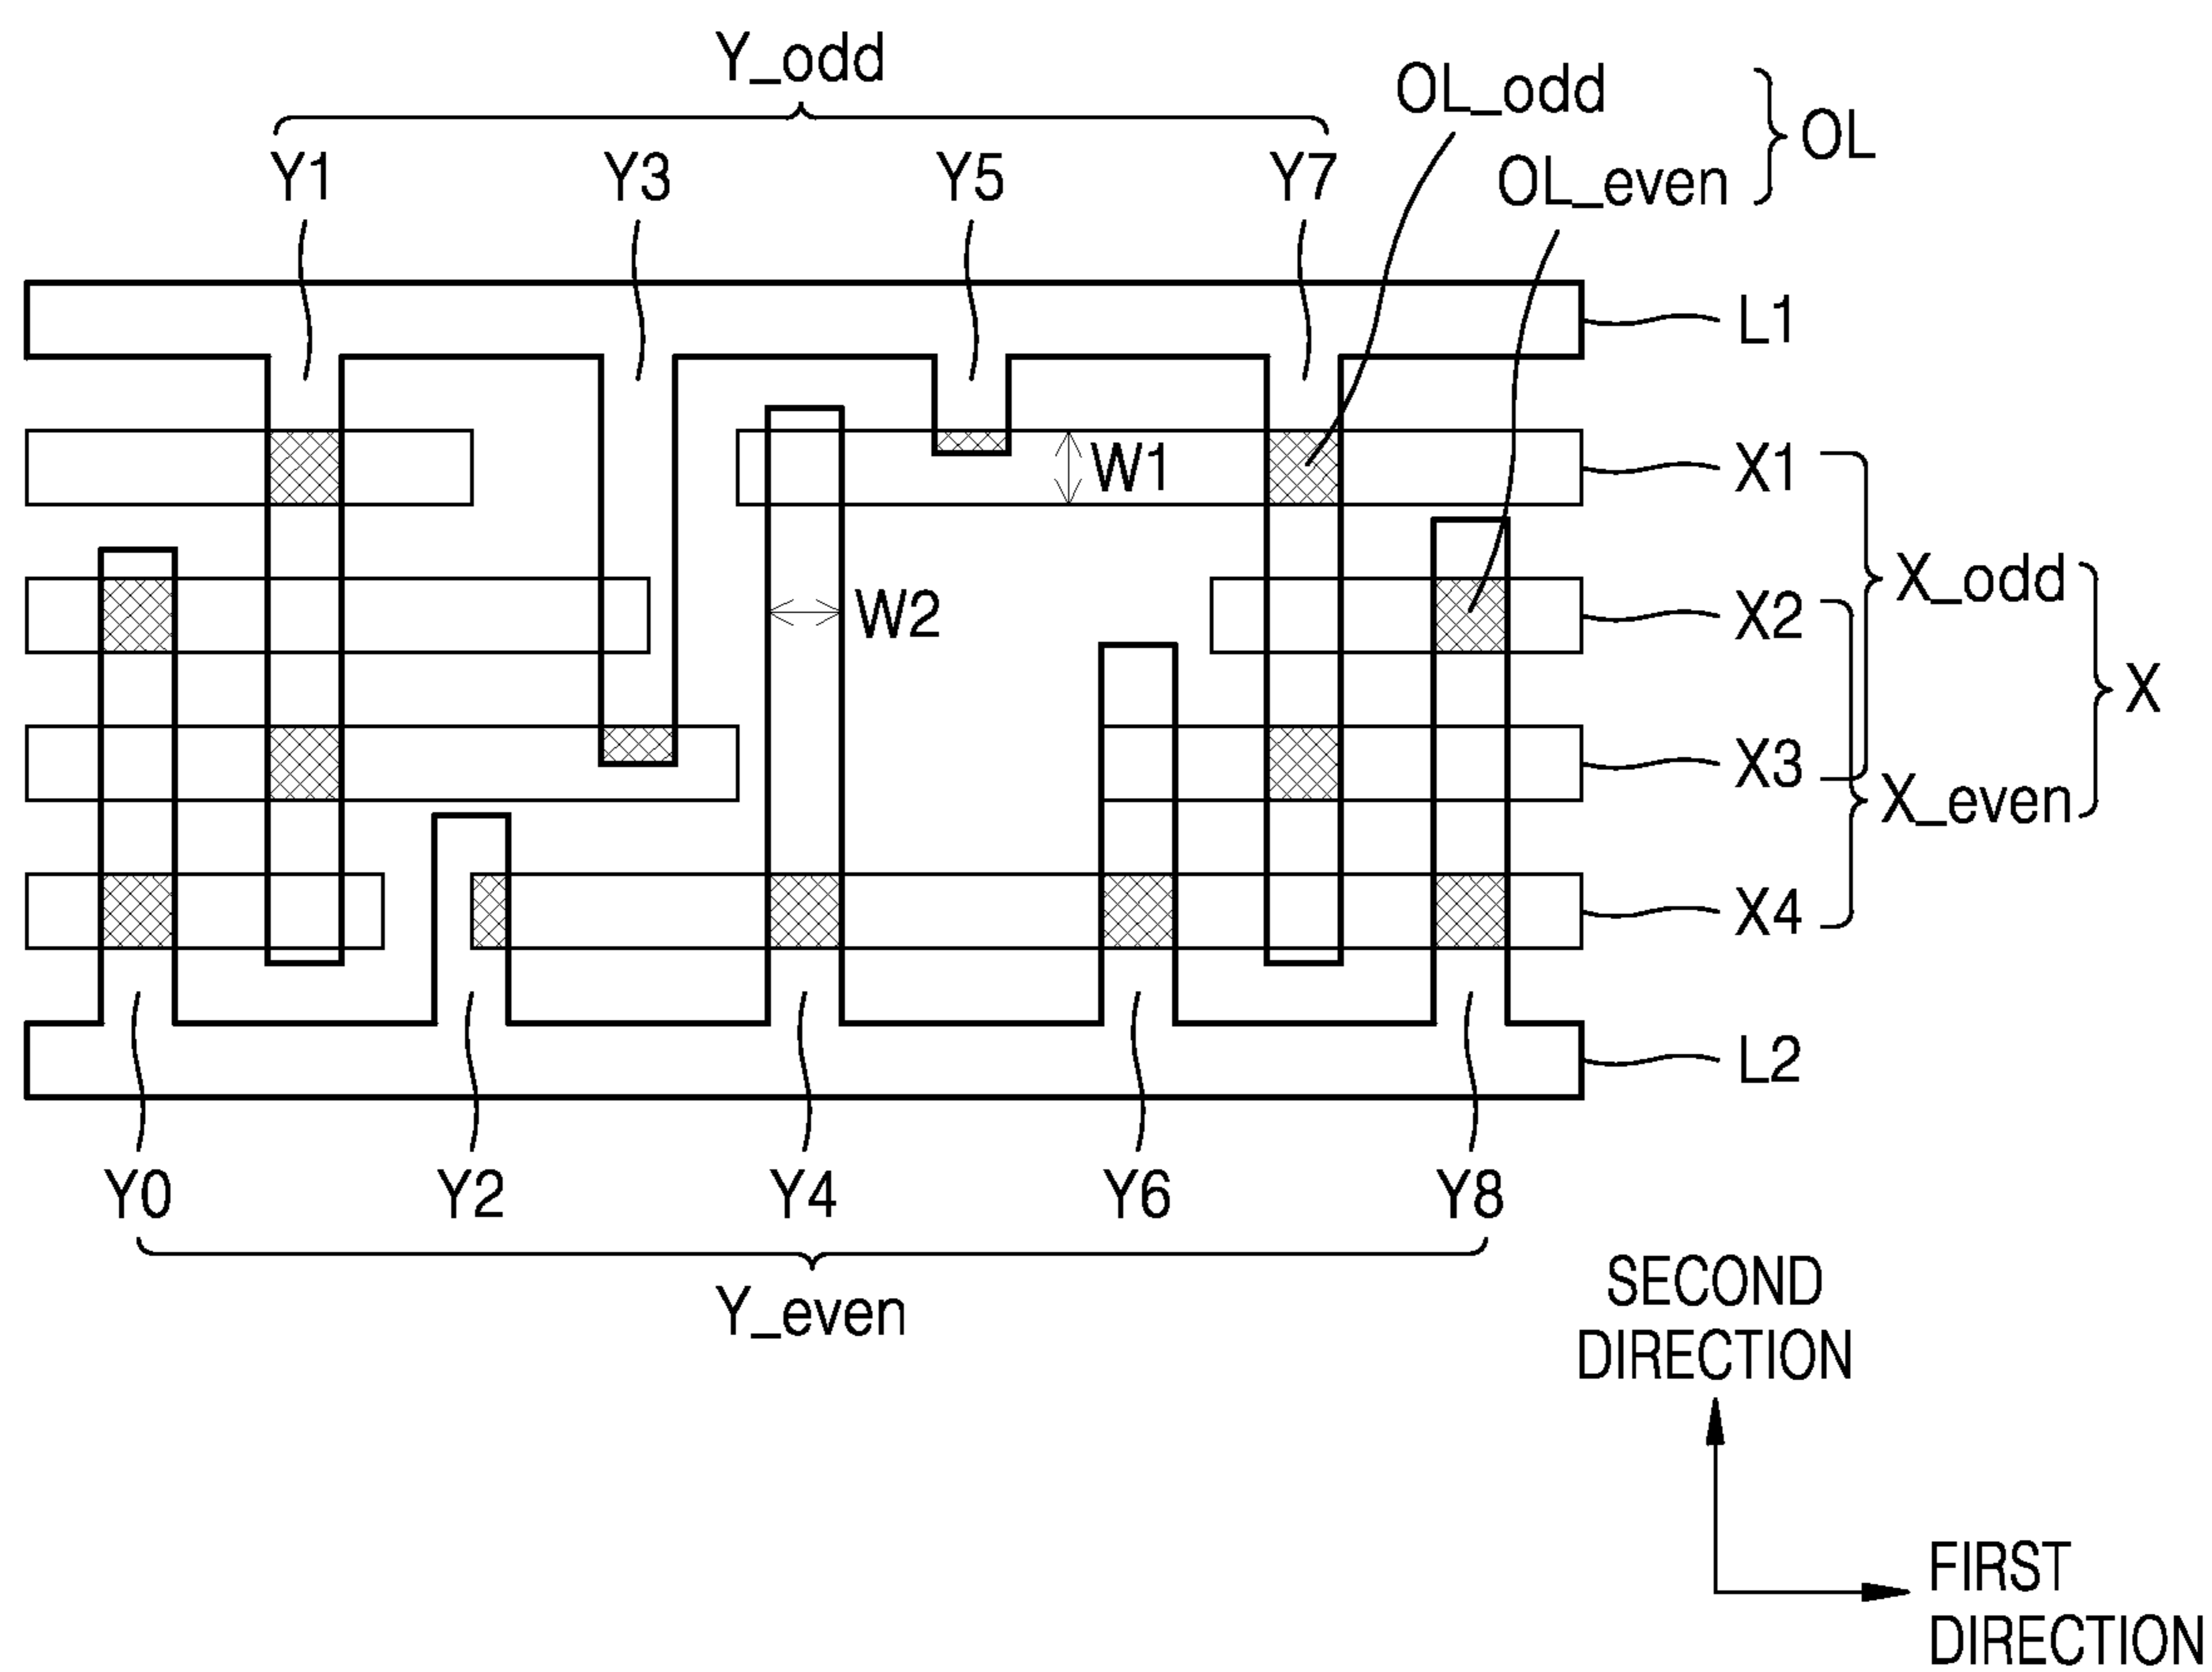 Y_odd
OL_odd
OL
Y1 Y3 Y5 Y7 OL_even
L1
W1 X1
X_odd
W2 X2
X
X3
X_even
X4
L2
Y0 Y2 Y4 Y6 Y8
Y_even
SECOND
DIRECTION
FIRST
DIRECTION